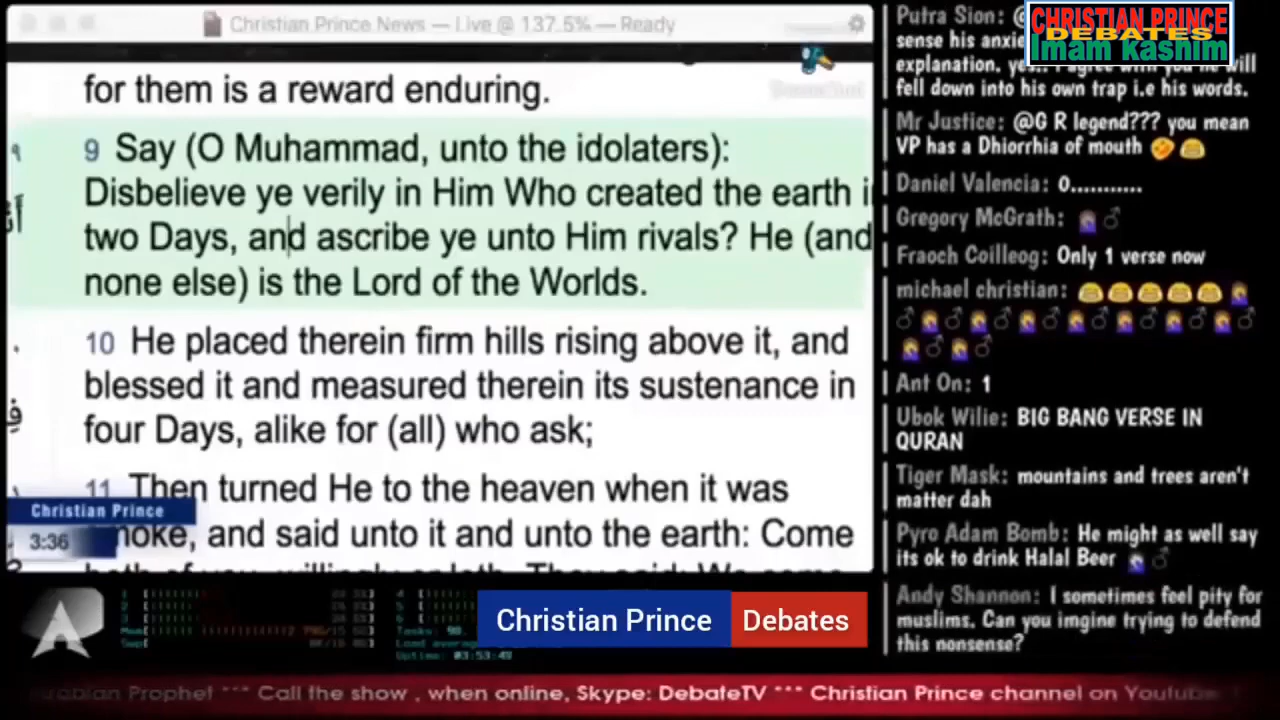 Christian Prince News — Live @ 137.5% — Ready
for them is a reward enduring.
9 Say (O Muhammad, unto the idolaters):
Disbelieve ye verily in Him Who created the earth
two Days, and ascribe ye unto Him rivals? He (and
none else) is the Lord of the Worlds.
10 He placed therein firm hills rising above it, and
blessed it and measured therein its sustenance in
four Days, alike for (all) who ask;
11 Then turned He to the heaven when it was
and said unto it and unto the earth: Come
Christian Prince
3:36
Christian Prince Debates
CHRISTIAN PRINCE
DEBATES
Imam Kashim
Putra Sion: @
sense his
explanation.
fell down into his own trap i.e his words.
Mr Justice: @G R legend??? you mean
VP has a Dhiorrhia of mouth 🤣😂
Daniel Valencia: 0...........
Gregory McGrath: 🤦♂
Fraoch Coilleog: Only 1 verse now
michael christian: 😂😂😂😂😂🤦
♂🤦♂🤦♂🤦♂🤦♂🤦♂🤦♂🤦♂
🤦♂🤦♂
Ant On: 1
Ubok Wilie: BIG BANG VERSE IN
QURAN
Tiger Mask: mountains and trees aren't
matter dah
Pyro Adam Bomb: He might as well say
its ok to drink Halal Beer 🤦♂
Andy Shannon: I sometimes feel pity for
muslims. Can you imgine trying to defend
this nonsense?
Uptime: 03:53:49
Prophet *** Call the show , when online, Skype: DebateTV *** Christian Prince channel on Youtube